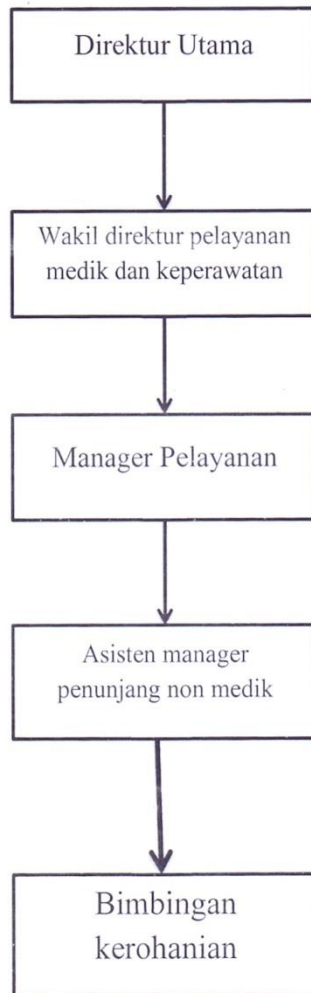 Direktur Utama
Wakil direktur pelayanan
medik dan keperawatan
Manager Pelayanan
Asisten manager
penunjang non medik
Bimbingan
kerohanian